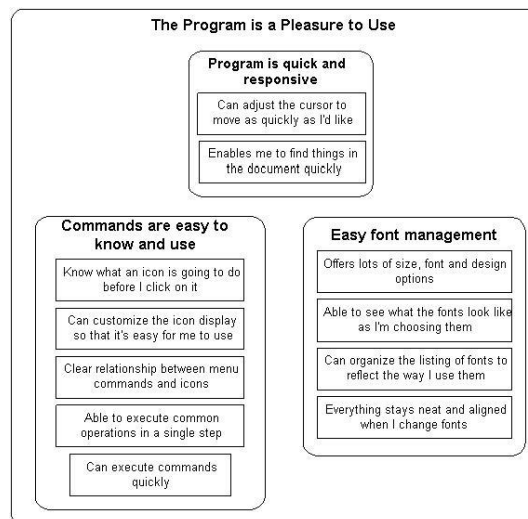 The Program is a Pleasure to Use
Program is quick and
responsive
Can adjust the cursor to
move as quickly as I'd like
Enables me to find things in
the document quickly
Commands are easy to
know and use
Know what an icon is going to do
before I click on it
Can customize the icon display
so that it's easy for me to use
Clear relationship between menu
commands and icons
Able to execute common
operations in a single step
Can execute commands
quickly
Easy font management
Offers lots of size, font and design
options
Able to see what the fonts look like
as I'm choosing them
Can organize the listing of fonts to
reflect the way I use them
Everything stays neat and aligned
when I change fonts